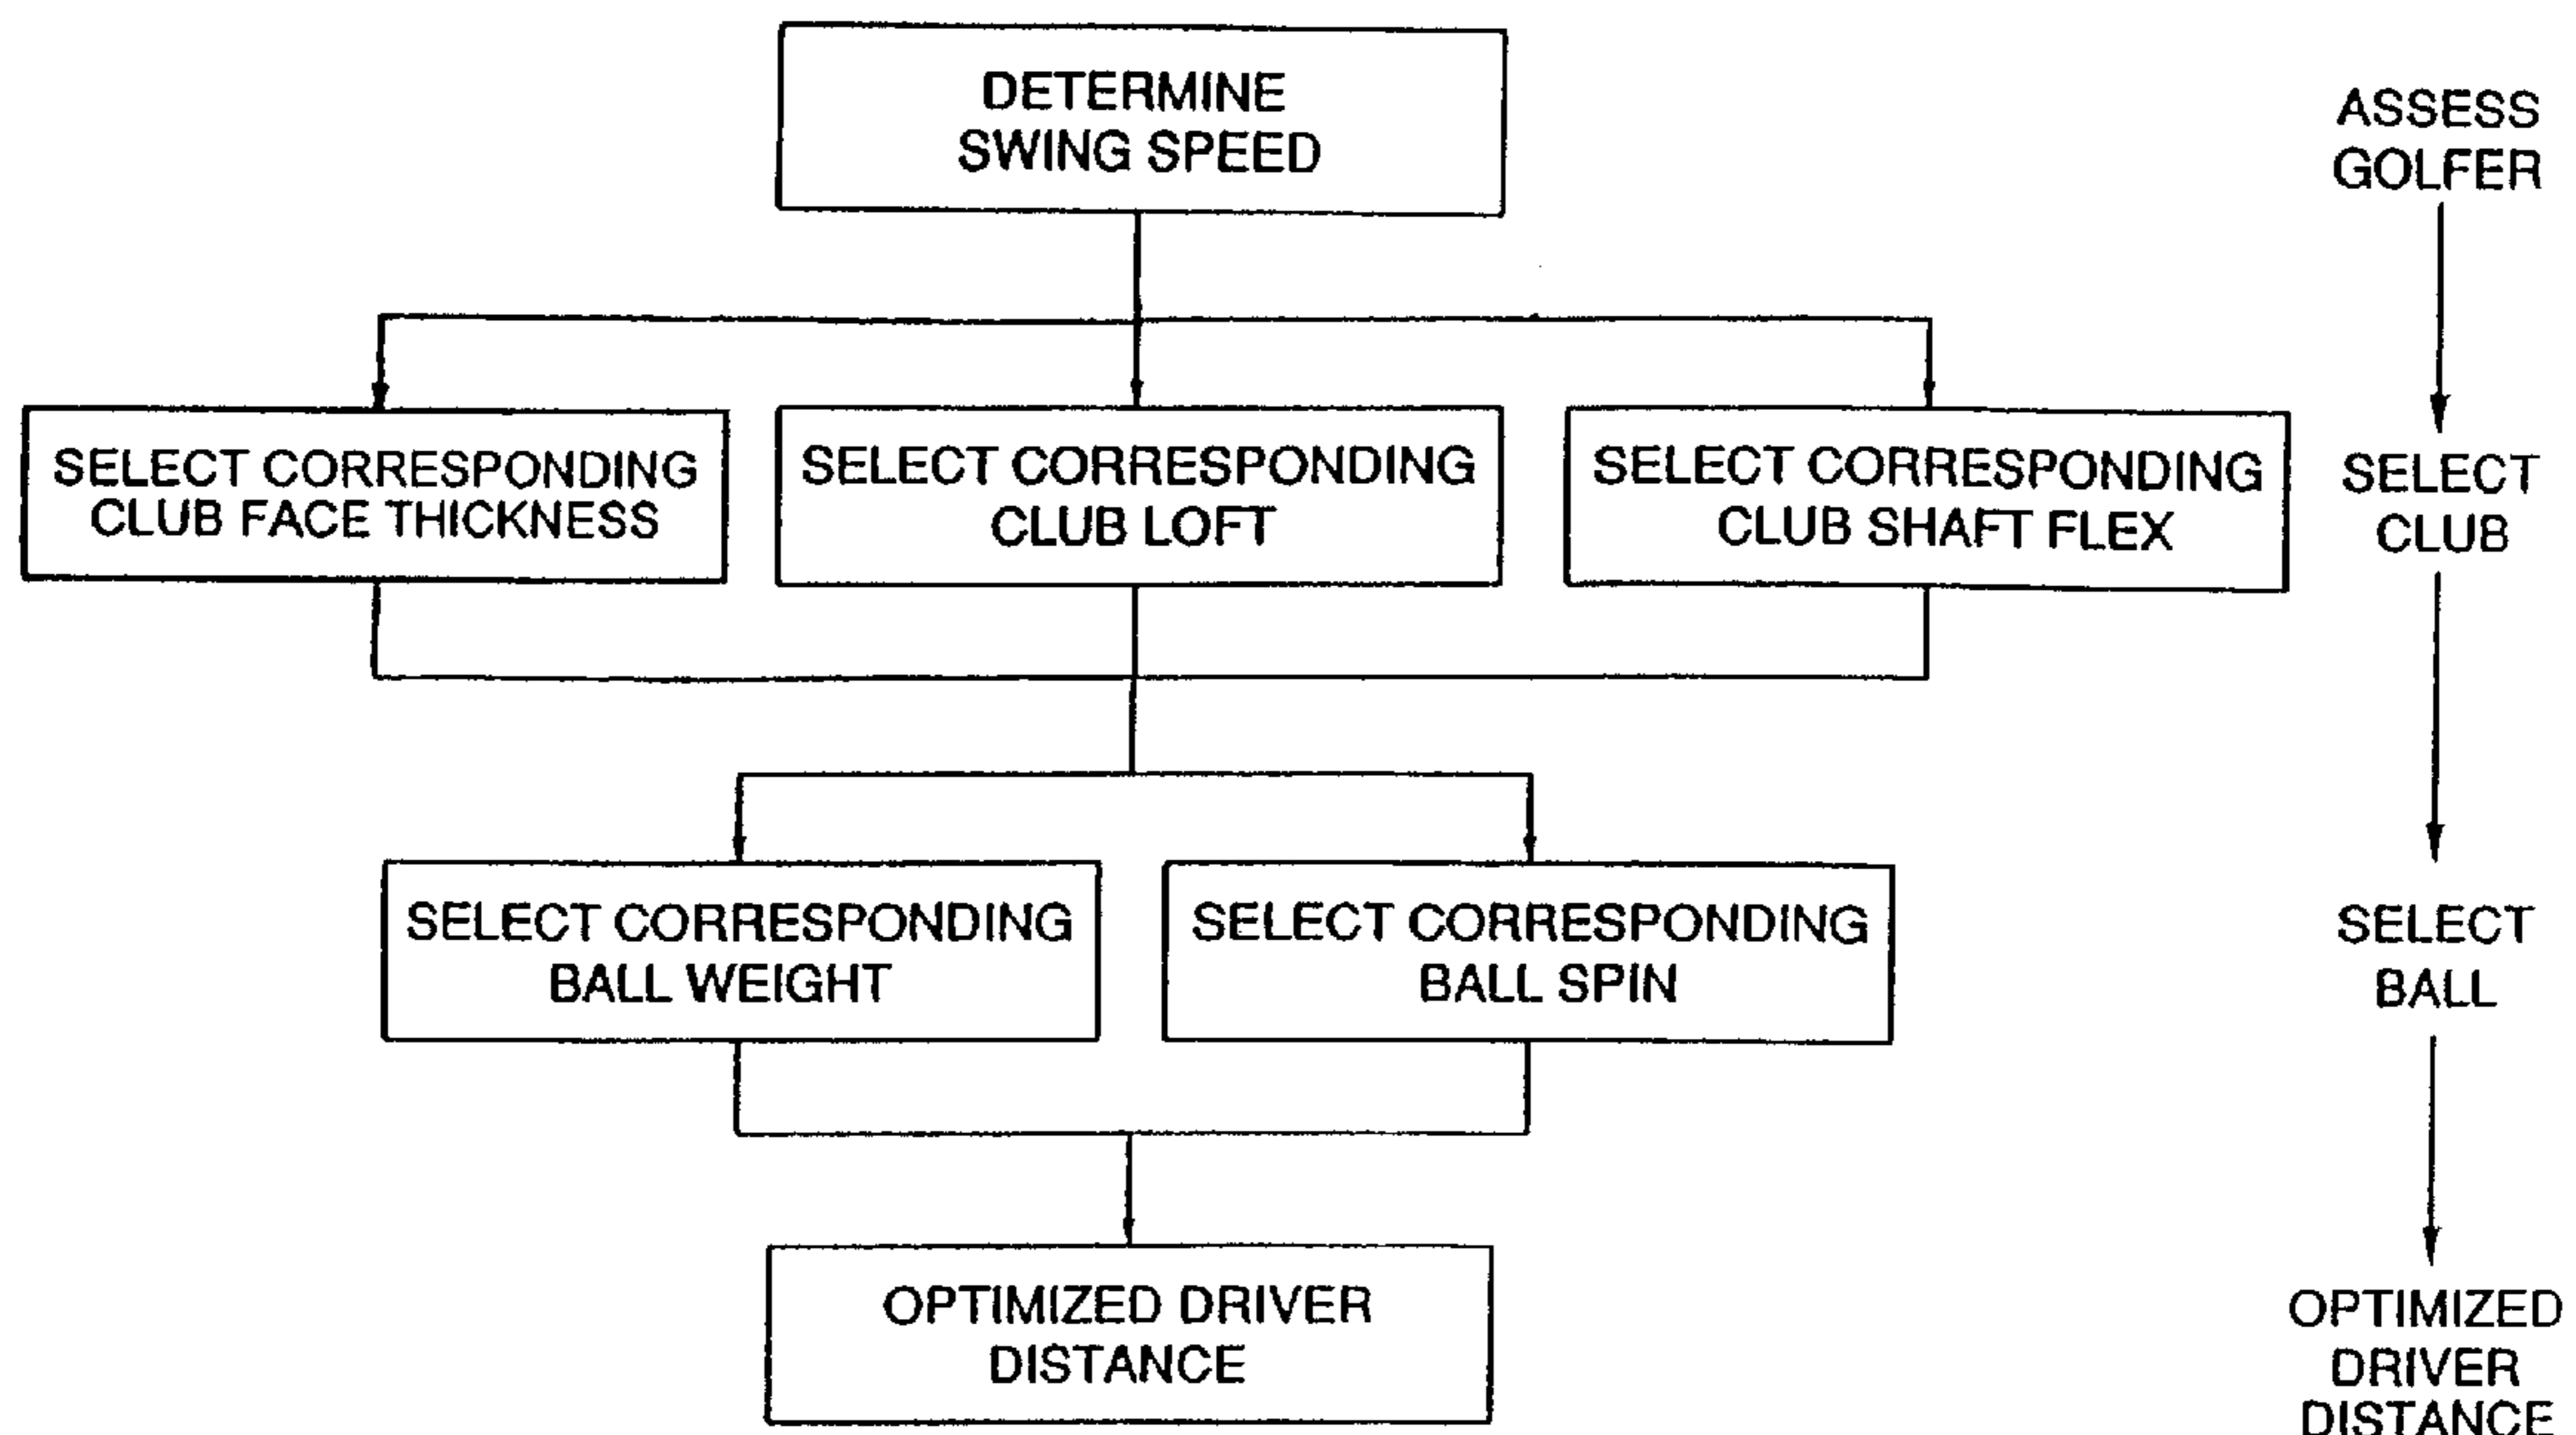 DETERMINE
SWING SPEED
ASSESS
GOLFER
SELECT CORRESPONDING
CLUB FACE THICKNESS
SELECT CORRESPONDING
CLUB LOFT
SELECT CORRESPONDING
CLUB SHAFT FLEX
SELECT
CLUB
SELECT CORRESPONDING
BALL WEIGHT
SELECT CORRESPONDING
BALL SPIN
SELECT
BALL
OPTIMIZED DRIVER
DISTANCE
OPTIMIZED
DRIVER
DISTANCE